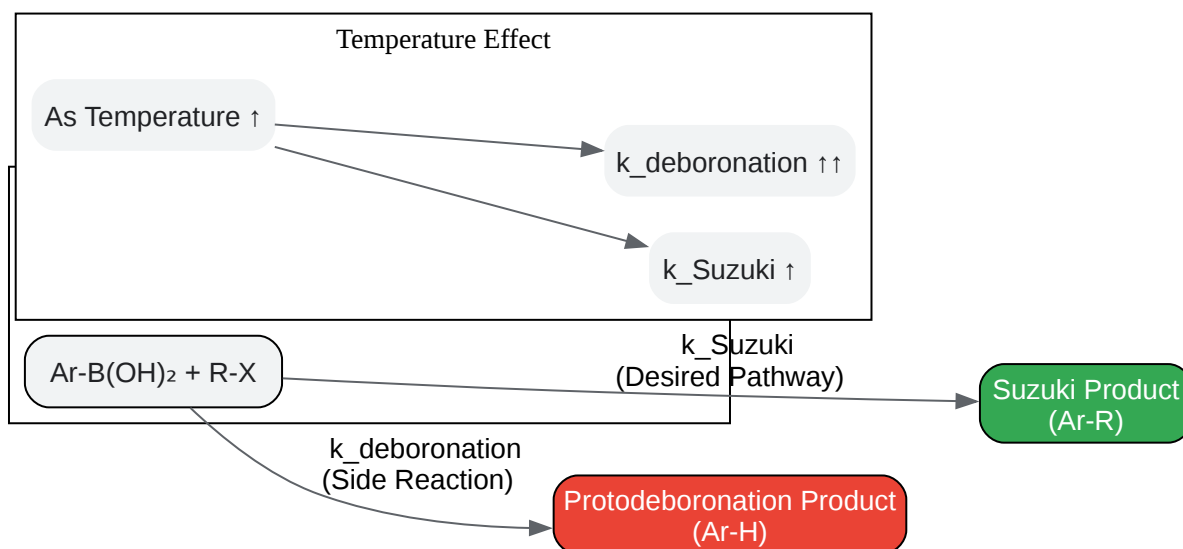 Temperature Effect
As Temperature ↑
k_deboronation ↑↑
k_Suzuki ↑
k_Suzuki
(Desired Pathway)
Ar-B(OH)₂ + R-X
Suzuki Product
(Ar-R)
k_deboronation
(Side Reaction)
Protodeboronation Product
(Ar-H)